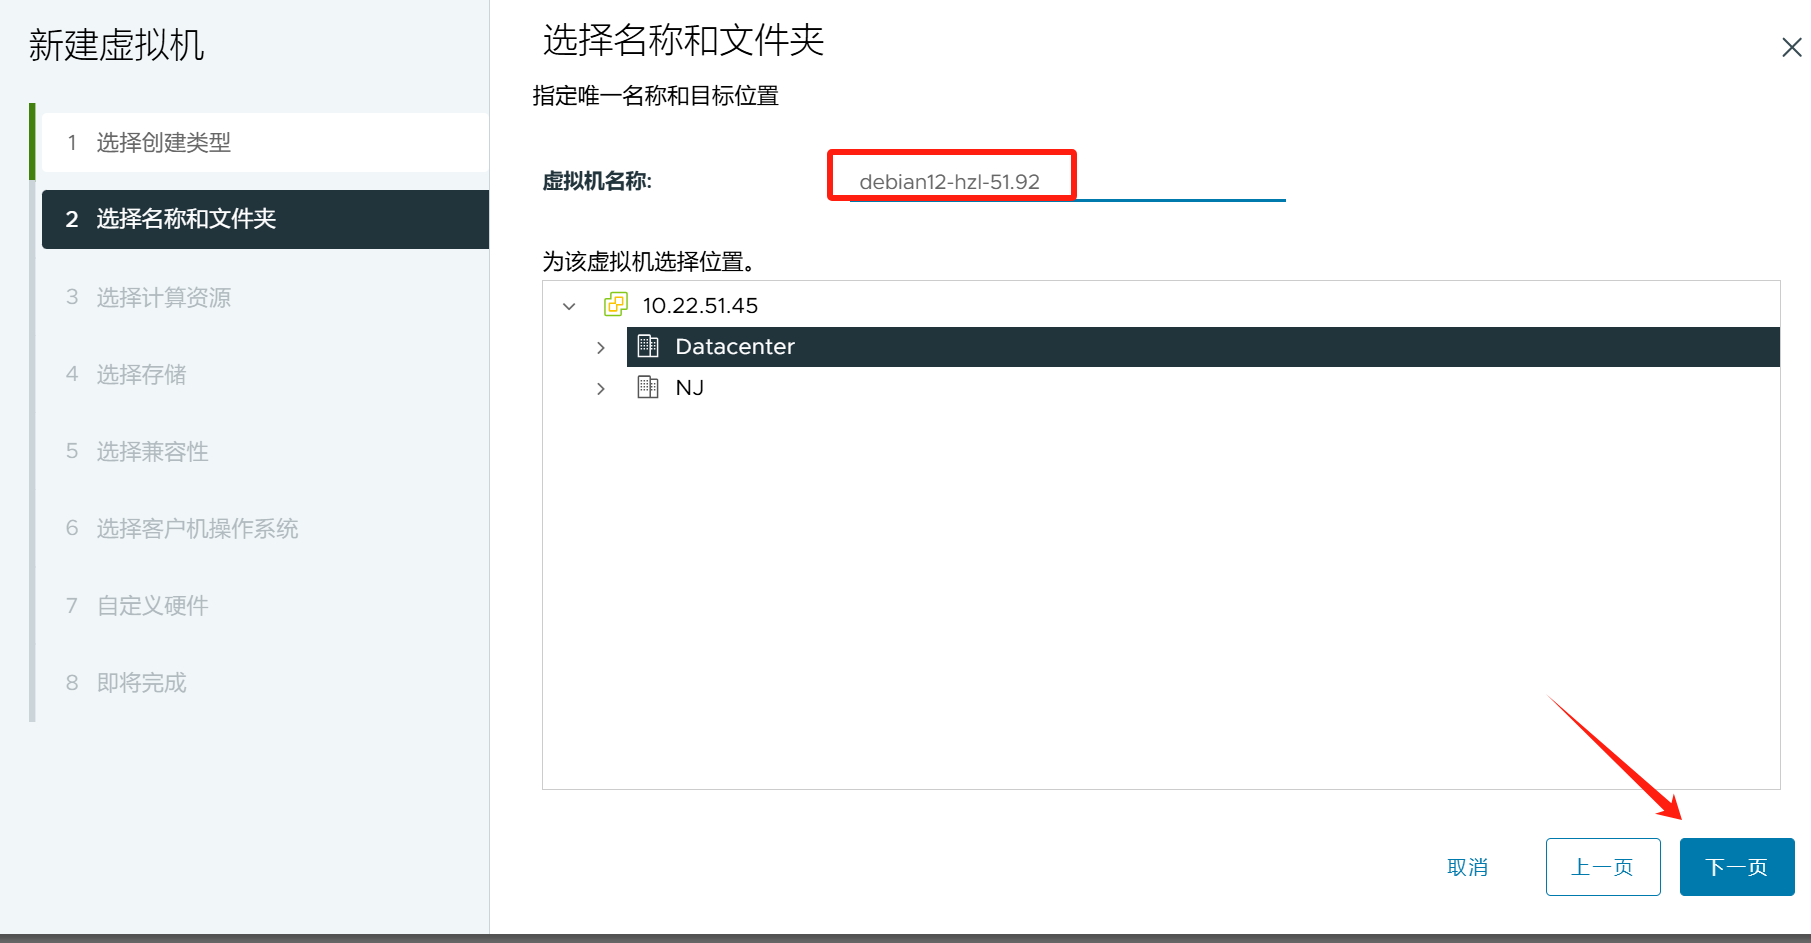 新建虚拟机
1 选择创建类型
2 选择名称和文件夹
3 选择计算资源
4 选择存储
5 选择兼容性
6 选择客户机操作系统
7 自定义硬件
8 即将完成
选择名称和文件夹
指定唯一名称和目标位置
虚拟机名称: debian12-hzl-51.92
为该虚拟机选择位置。
10.22.51.45
Datacenter
NJ
取消 上一页 下一页